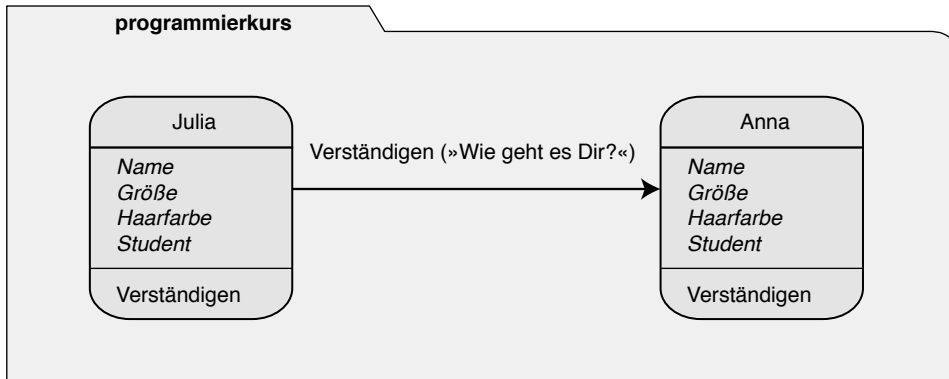 programmierkurs
Julia
Name
Größe
Haarfarbe
Student
Verständigen
Verständigen (»Wie geht es Dir?«)
Anna
Name
Größe
Haarfarbe
Student
Verständigen